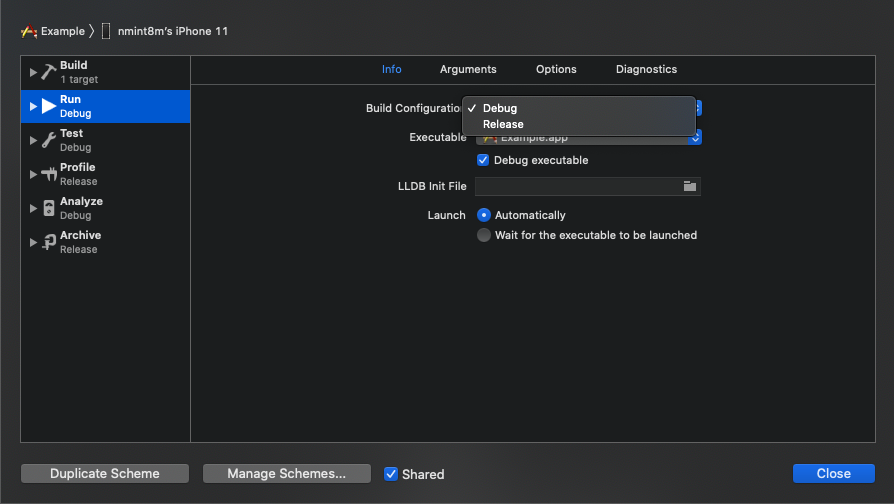 Example 〉 nmint8m's iPhone 11
Build
1 target
Run
Debug
Test
Debug
Profile
Release
Analyze
Debug
Archive
Release
Info Arguments Options Diagnostics
Build Configuration Debug
Release
Executable Example.app
Debug executable
LLDB Init File
Launch Automatically
Wait for the executable to be launched
Duplicate Scheme Manage Schemes... Shared Close